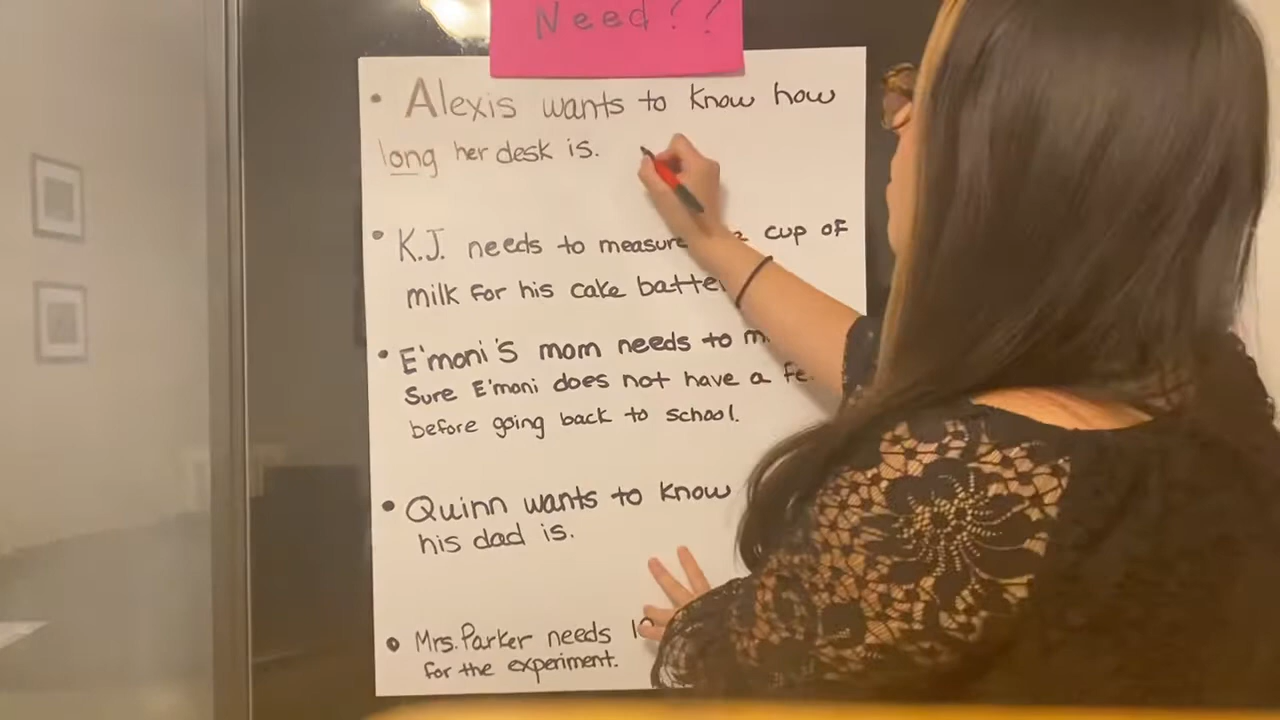 Need??
• Alexis wants to know how
long her desk is.
• K.J. needs to measure cup of
milk for his cake
• E'moni's mom needs to
sure E'moni does not have a
before going back to school.
• Quinn wants to know
his dad is.
• Mrs. Parker needs
for the experiment.